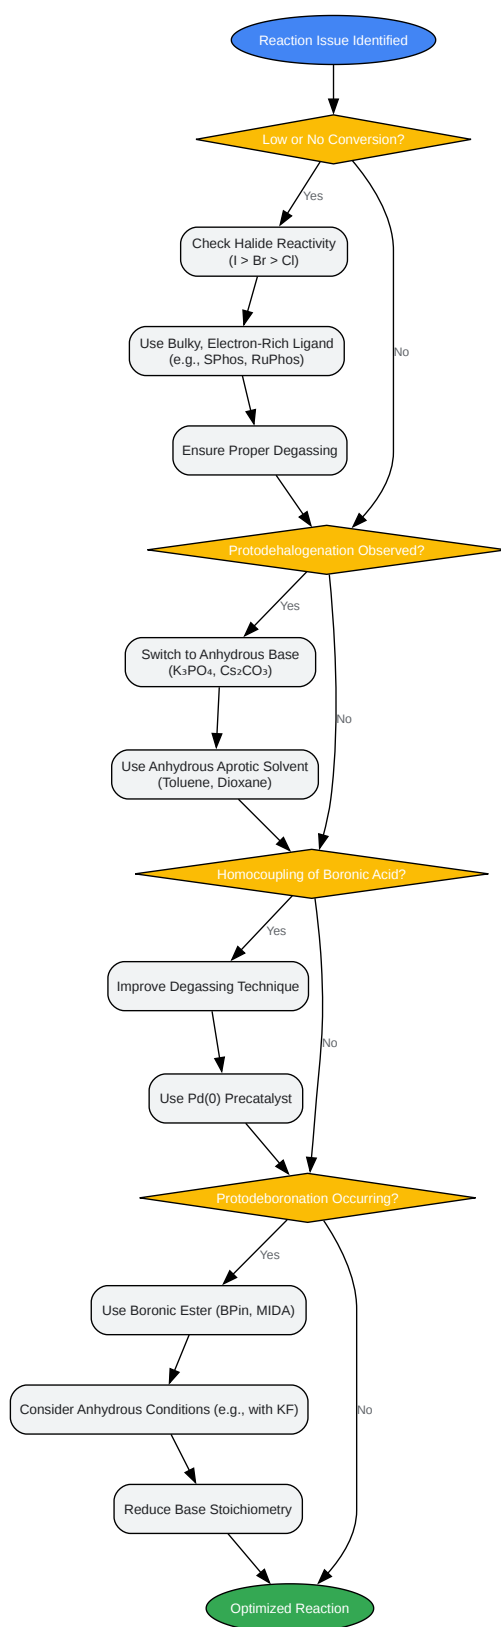 Reaction Issue Identified
Low or No Conversion?
Yes
Check Halide Reactivity
(I > Br > Cl)
Use Bulky, Electron-Rich Ligand
(e.g., SPhos, RuPhos)
No
Ensure Proper Degassing
Protodehalogenation Observed?
Yes
Switch to Anhydrous Base
(K₃PO₄, Cs₂CO₃)
No
Use Anhydrous Aprotic Solvent
(Toluene, Dioxane)
Homocoupling of Boronic Acid?
Yes
Improve Degassing Technique
No
Use Pd(0) Precatalyst
Protodeboronation Occurring?
Yes
Use Boronic Ester (BPin, MIDA)
Consider Anhydrous Conditions (e.g., with KF)
No
Reduce Base Stoichiometry
Optimized Reaction